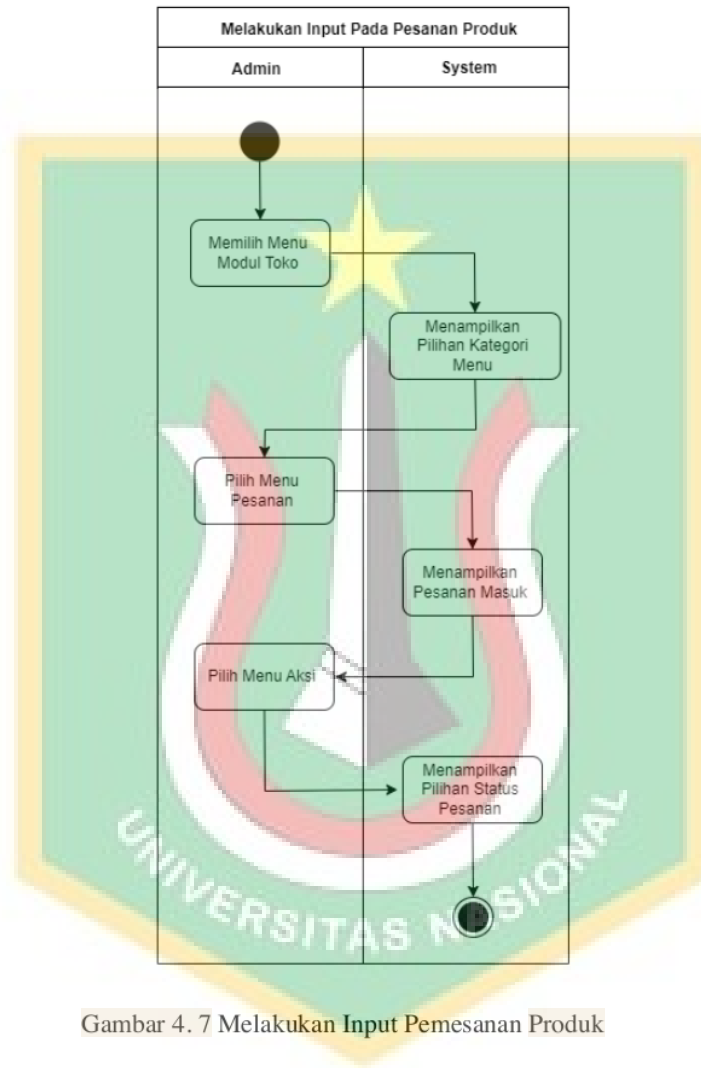 Melakukan Input Pada Pesanan Produk
Admin
System
Memilih Menu
Modul Toko
Menampilkan
Pilihan Kategori
Menu
Pilih Menu
Pesanan
Menampilkan
Pesanan Masuk
Pilih Menu Aksi
Menampilkan
Pilihan Status
Pesanan
UNIVERSITAS NASIONAL
Gambar 4. 7 Melakukan Input Pemesanan Produk